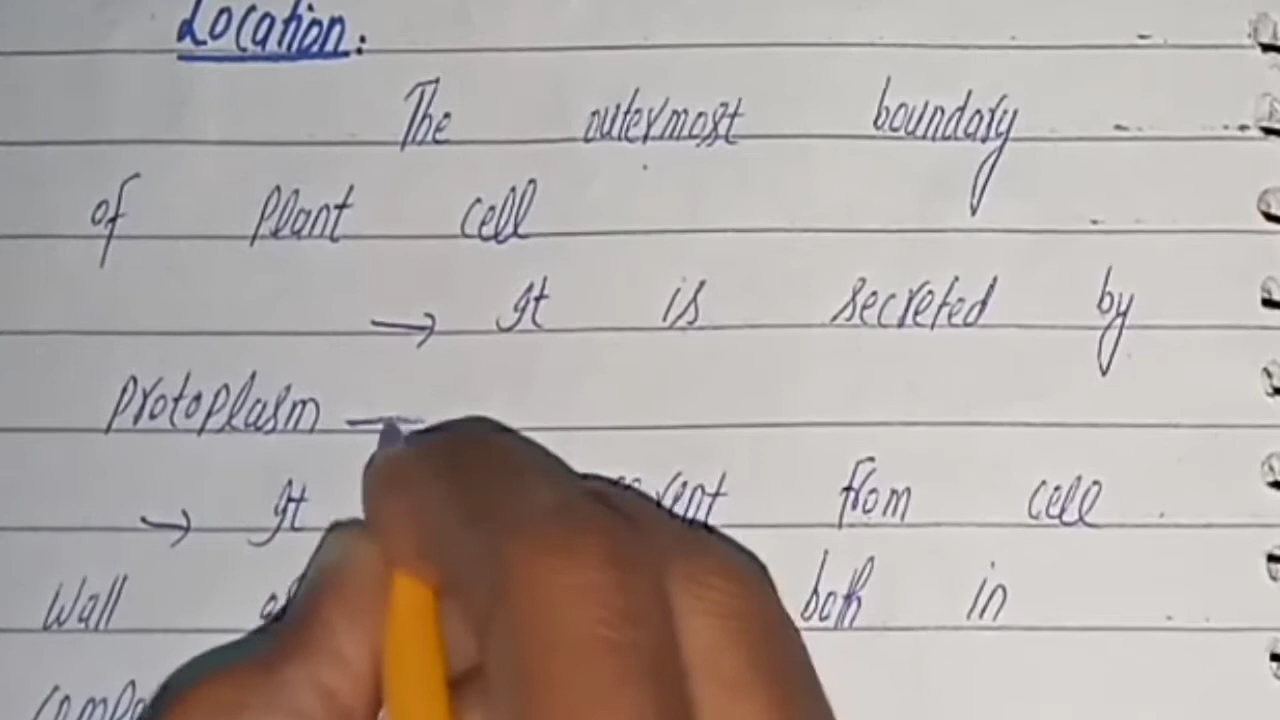 Location:
The outermost boundary
of Plant cell
→ It is secreted by
Protoplasm —
→ It from cell
Wall both in